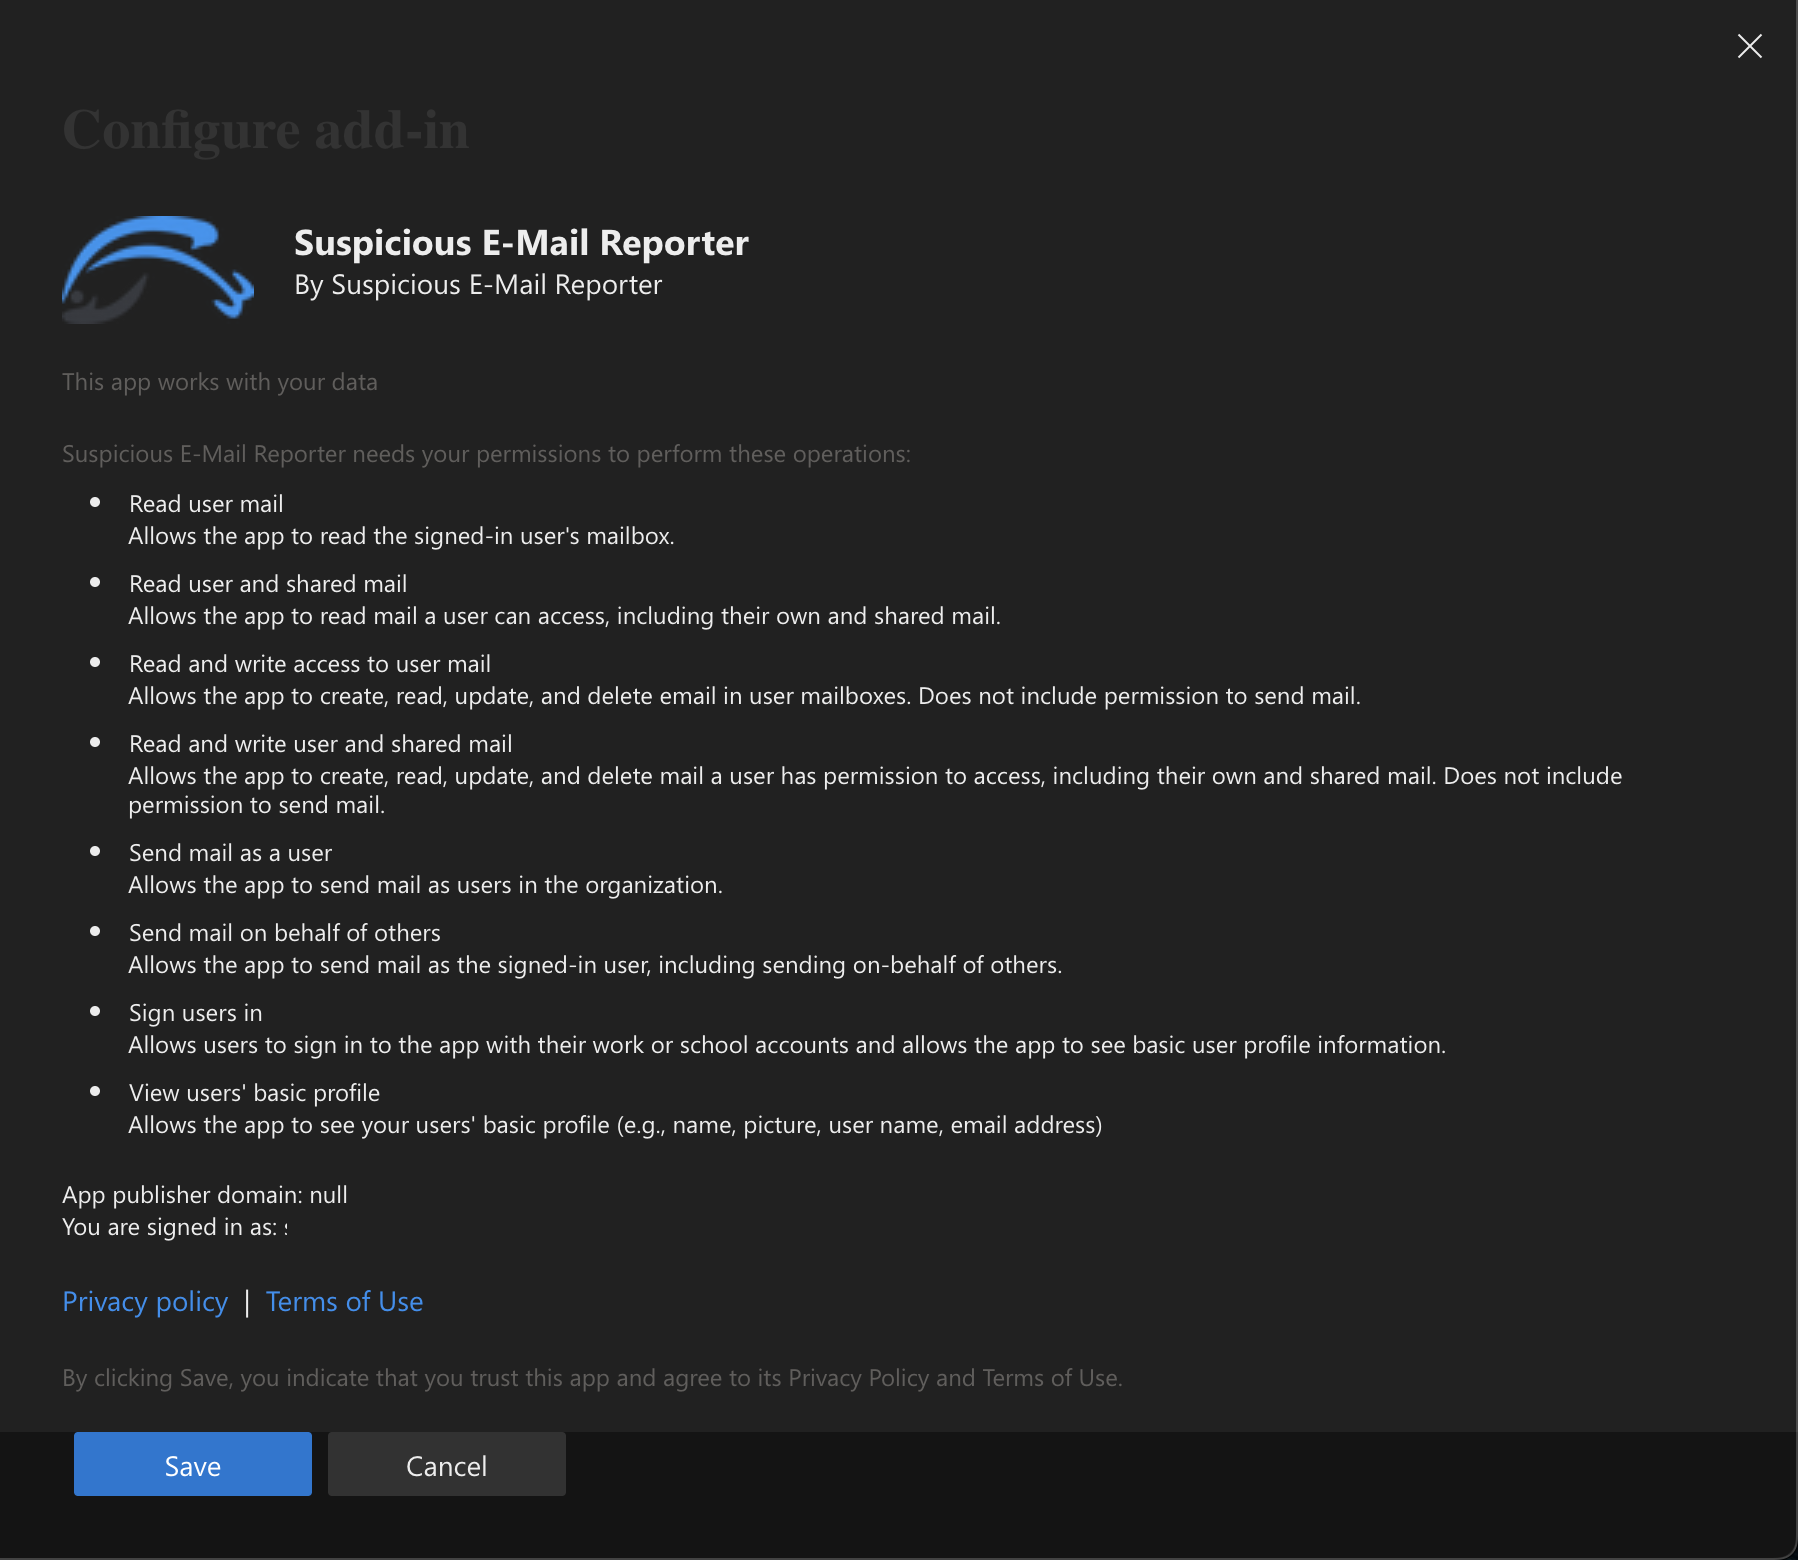 Configure add-in
Suspicious E-Mail Reporter
By Suspicious E-Mail Reporter
This app works with your data
Suspicious E-Mail Reporter needs your permissions to perform these operations:
• Read user mail
Allows the app to read the signed-in user's mailbox.
• Read user and shared mail
Allows the app to read mail a user can access, including their own and shared mail.
• Read and write access to user mail
Allows the app to create, read, update, and delete email in user mailboxes. Does not include permission to send mail.
• Read and write user and shared mail
Allows the app to create, read, update, and delete mail a user has permission to access, including their own and shared mail. Does not include
permission to send mail.
• Send mail as a user
Allows the app to send mail as users in the organization.
• Send mail on behalf of others
Allows the app to send mail as the signed-in user, including sending on-behalf of others.
• Sign users in
Allows users to sign in to the app with their work or school accounts and allows the app to see basic user profile information.
• View users' basic profile
Allows the app to see your users' basic profile (e.g., name, picture, user name, email address)
App publisher domain: null
You are signed in as:
Privacy policy | Terms of Use
By clicking Save, you indicate that you trust this app and agree to its Privacy Policy and Terms of Use.
Save Cancel